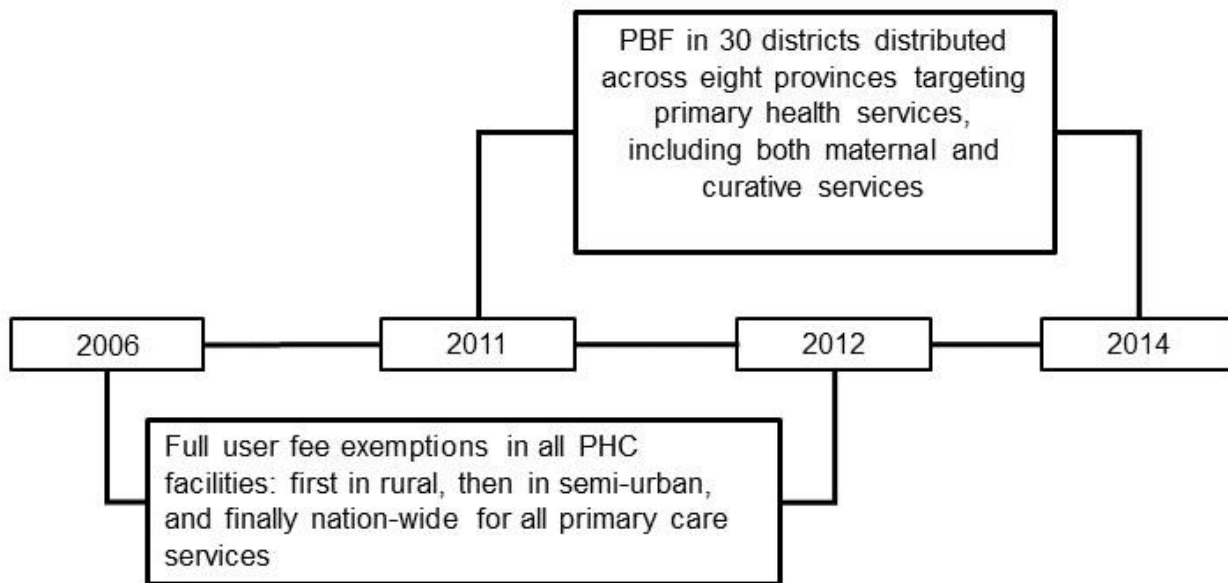 PBF in 30 districts distributed
across eight provinces targeting
primary health services,
including both maternal and
curative services
2006
2011
2012
2014
Full user fee exemptions in all PHC
facilities: first in rural, then in semi-urban,
and finally nation-wide for all primary care
services